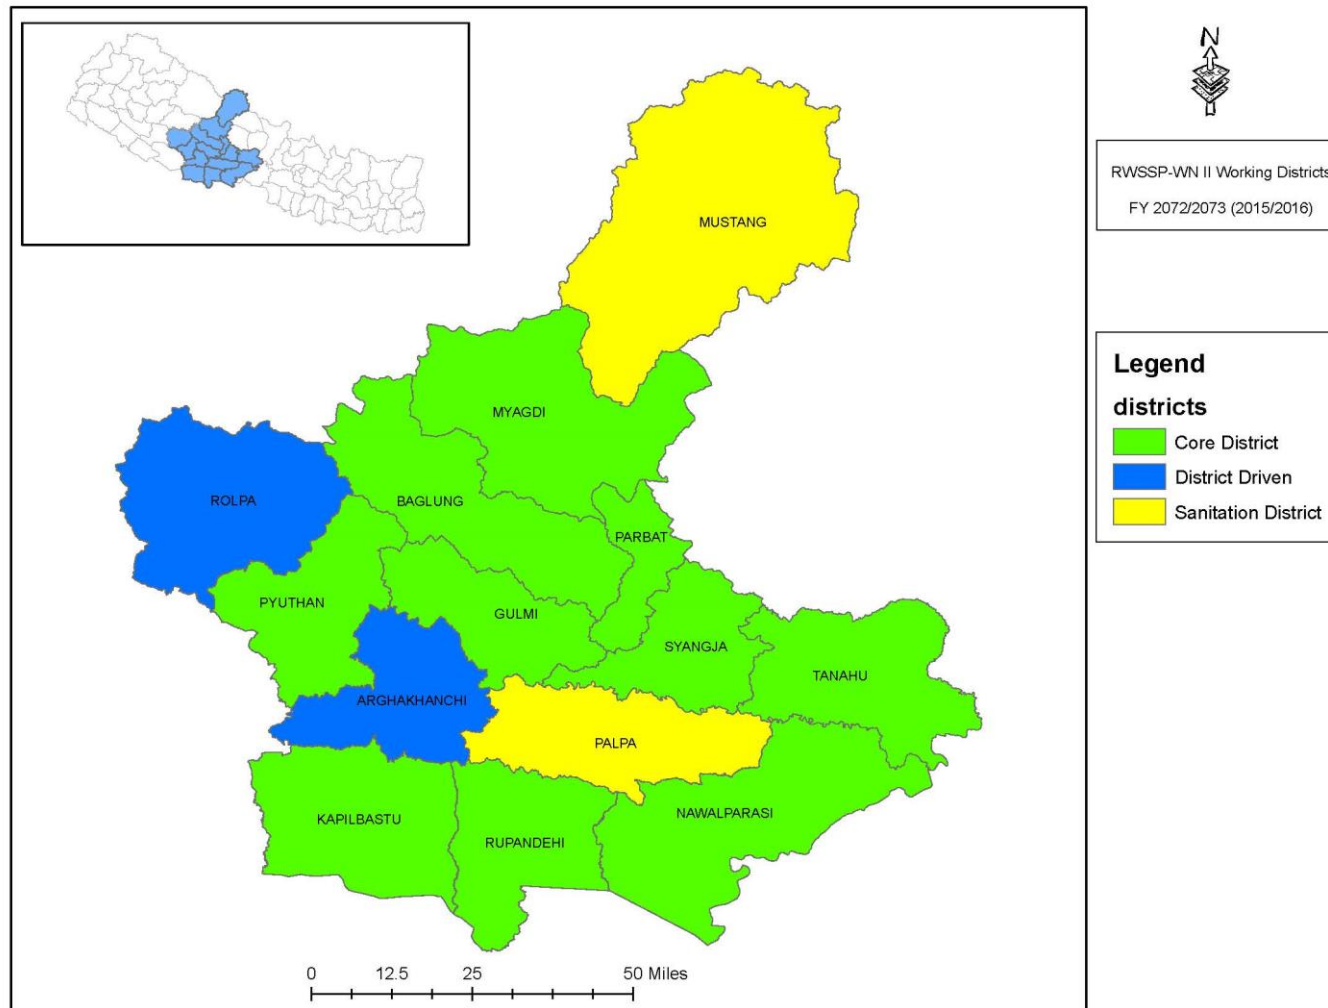 N
RWSSP-WN II Working Districts
FY 2072/2073 (2015/2016)
MUSTANG
MYAGDI
ROLPA
BAGLUNG
PARBAT
PYUTHAN
GULMI
SYANGJA
TANAHU
ARGHAKHANCHI
PALPA
KAPILBASTU
NAWALPARASI
RUPANDEHI
Legend
districts
Core District
District Driven
Sanitation District
0 12.5 25 50 Miles